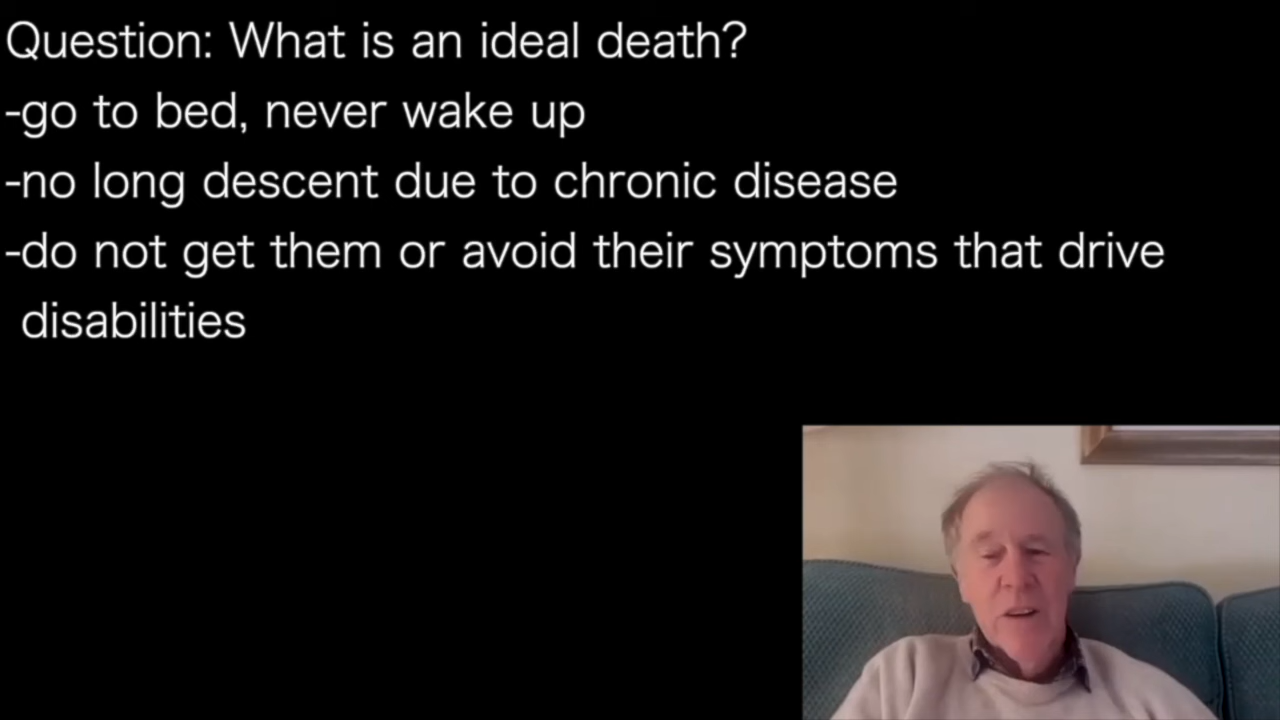 Question: What is an ideal death?
-go to bed, never wake up
-no long descent due to chronic disease
-do not get them or avoid their symptoms that drive
disabilities